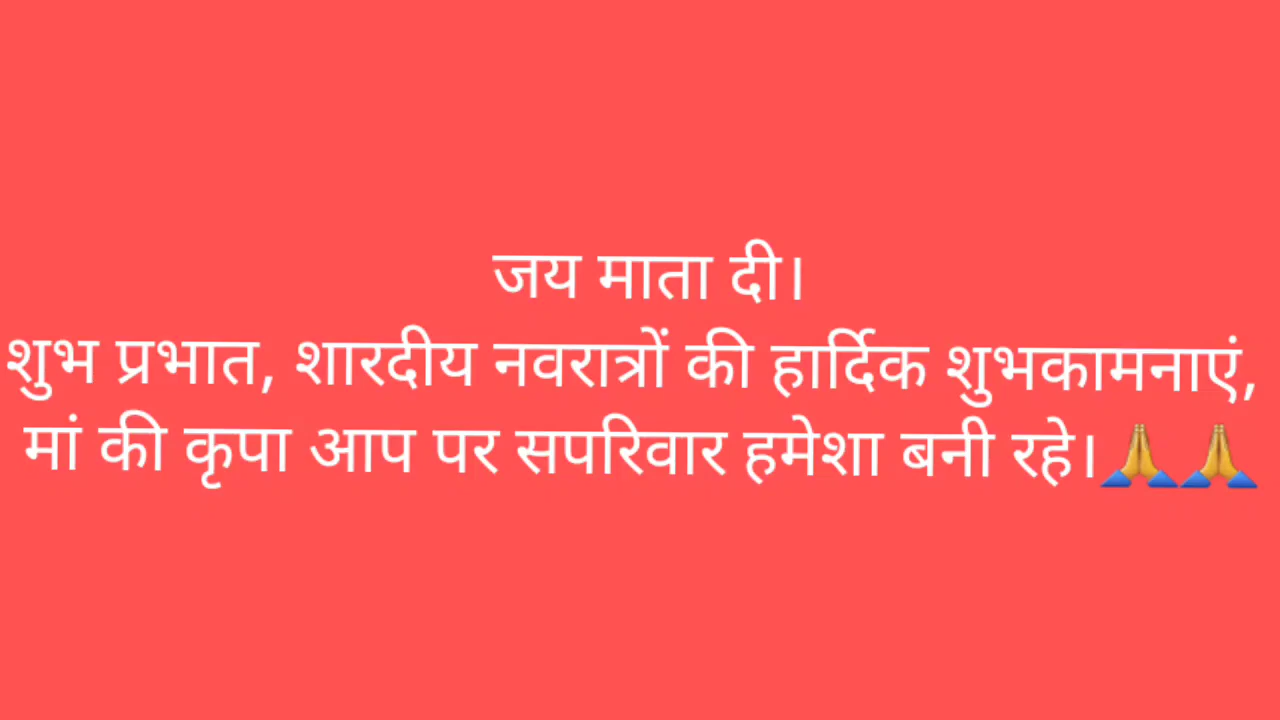 जय माता दी।
शुभ प्रभात, शारदीय नवरात्रों की हार्दिक शुभकामनाएं,
मां की कृपा आप पर सपरिवार हमेशा बनी रहे।🙏🙏